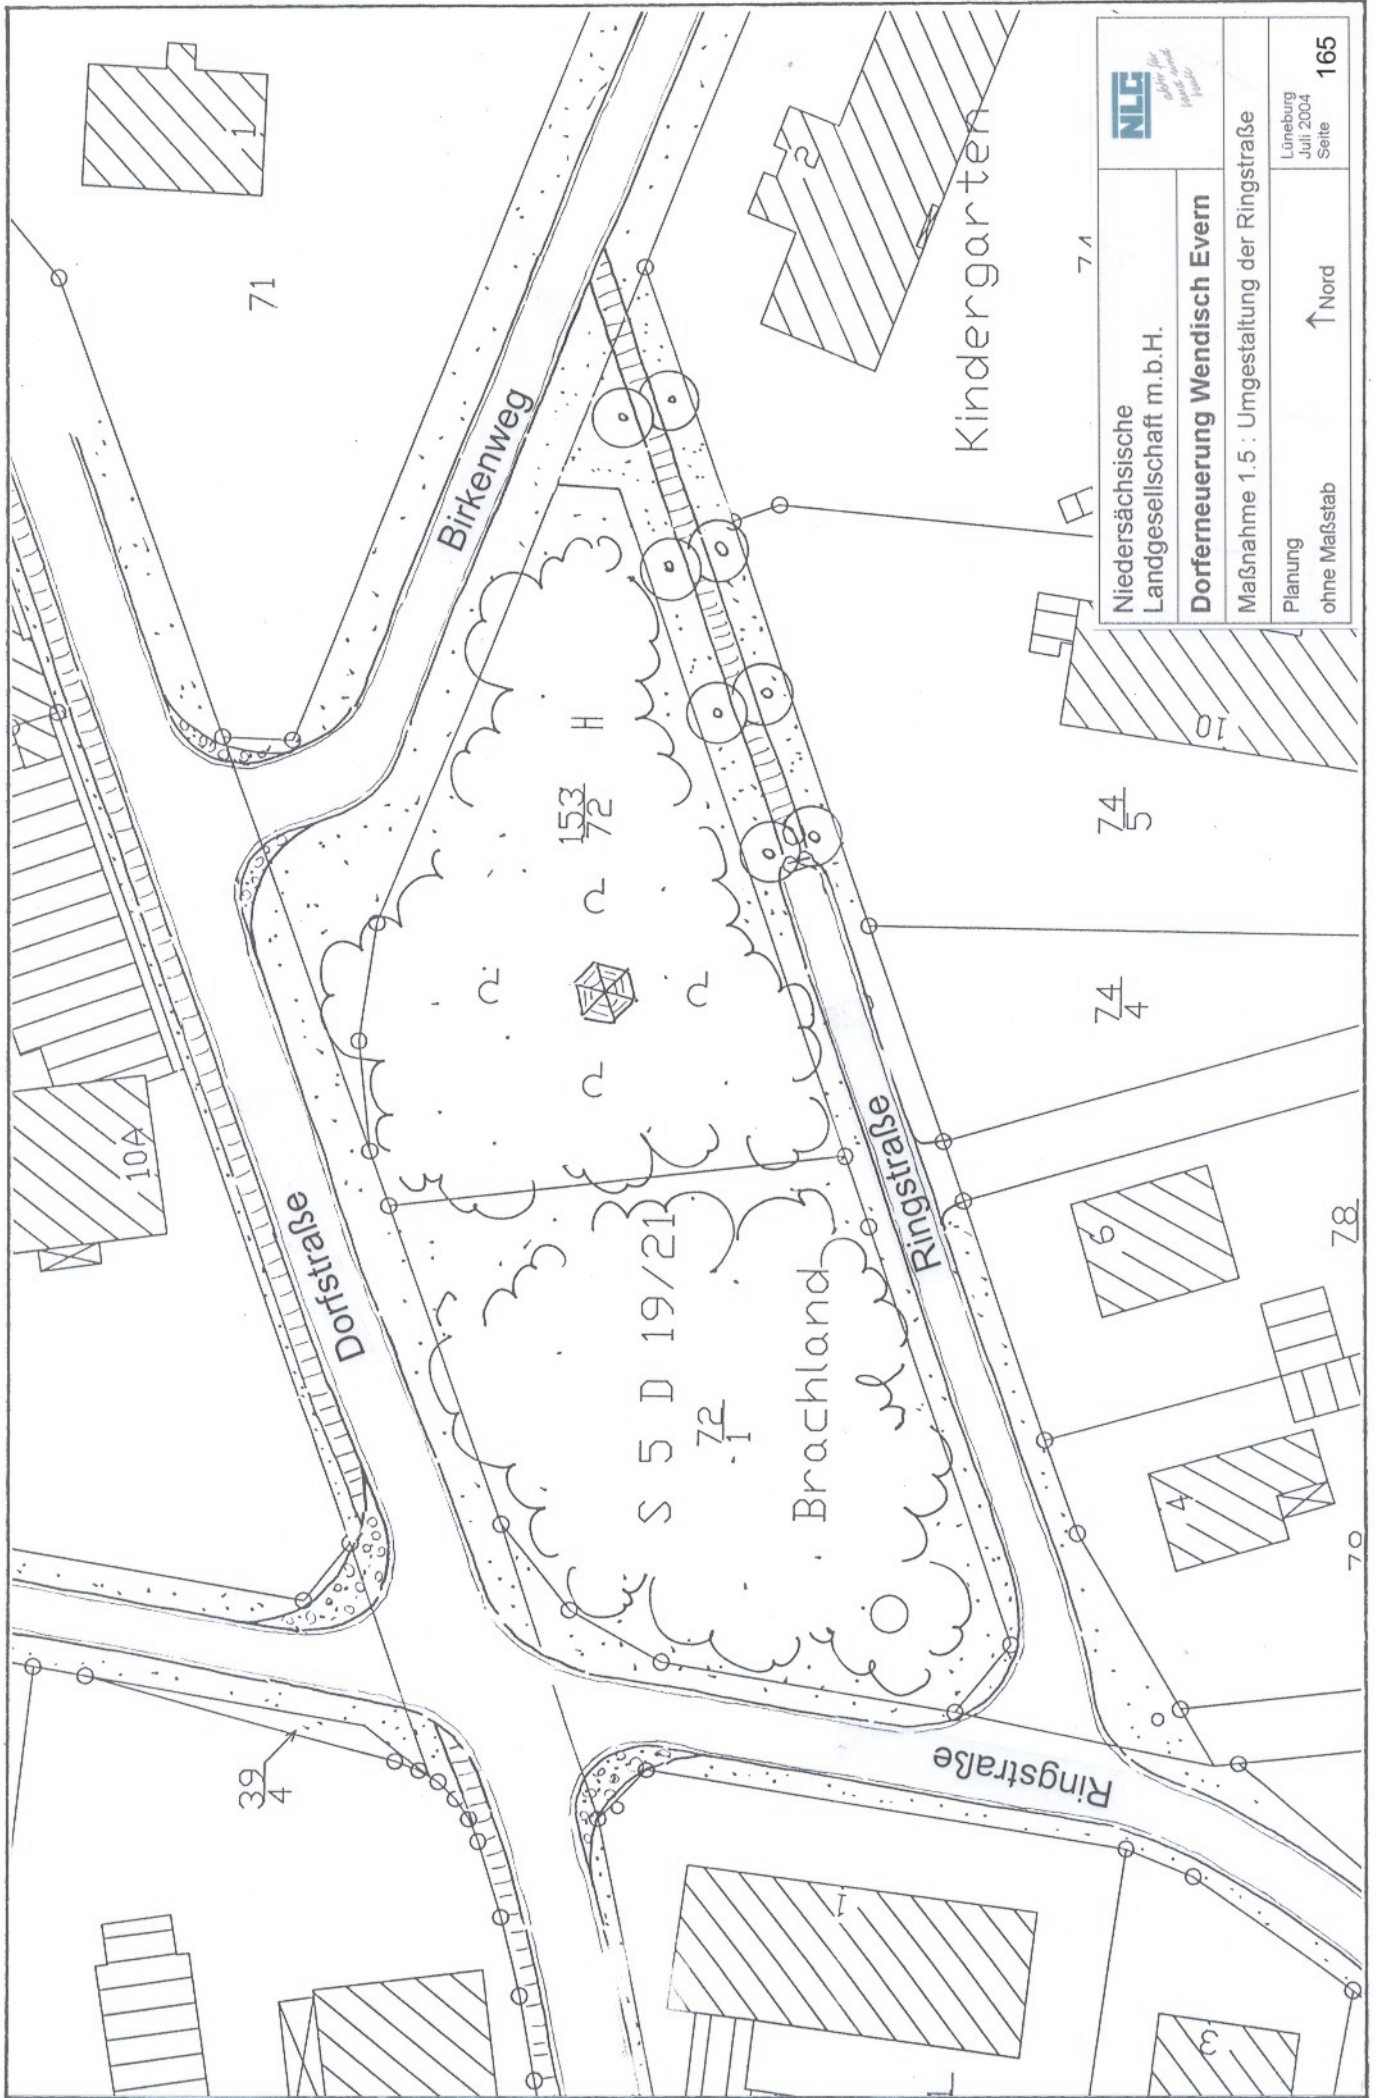 1
71
Birkenweg
2
Kindergarten
7 1
H
153
72
10
74
5
74
4
10A
Dorfstraße
S 5 D 19/21
72
1
Brachland
Ringstraße
6
78
4
39
4
Ringstraße
1
3
Niedersächsische
Landgesellschaft m.b.H.
NLG
Dorferneuerung Wendisch Evern
Maßnahme 1.5 : Umgestaltung der Ringstraße
Planung
ohne Maßstab
↑ Nord
Lüneburg
Juli 2004
Seite 165